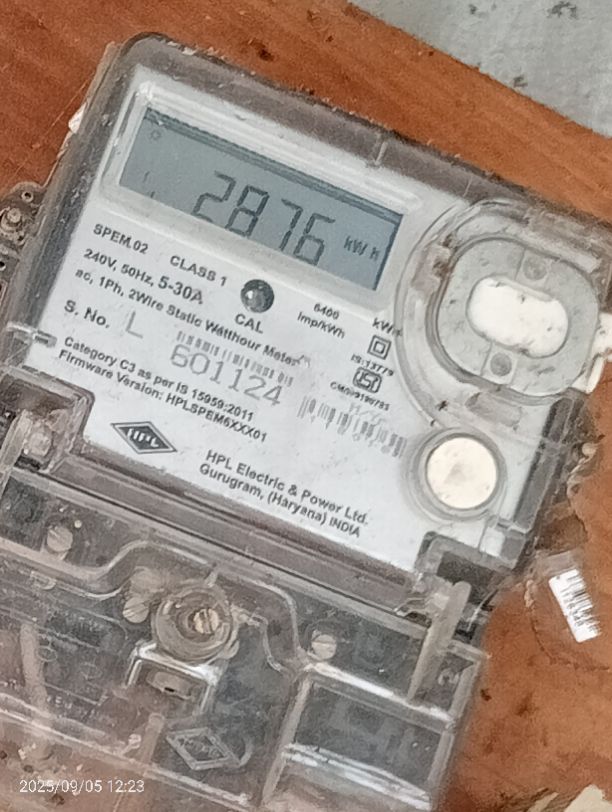 2876 kWh
SPEM.02 CLASS 1
240V, 50Hz, 5-30A
ac, 1Ph, 2Wire Static Watthour Meter
CAL
6400
imp/kWh
IS:13779
S. No. L 601124
Category C3 as per IS 15959:2011
Firmware Version: HPLSPEM6XXX01
HPL
HPL Electric & Power Ltd.
Gurugram, (Haryana) INDIA
2025/09/05 12:23